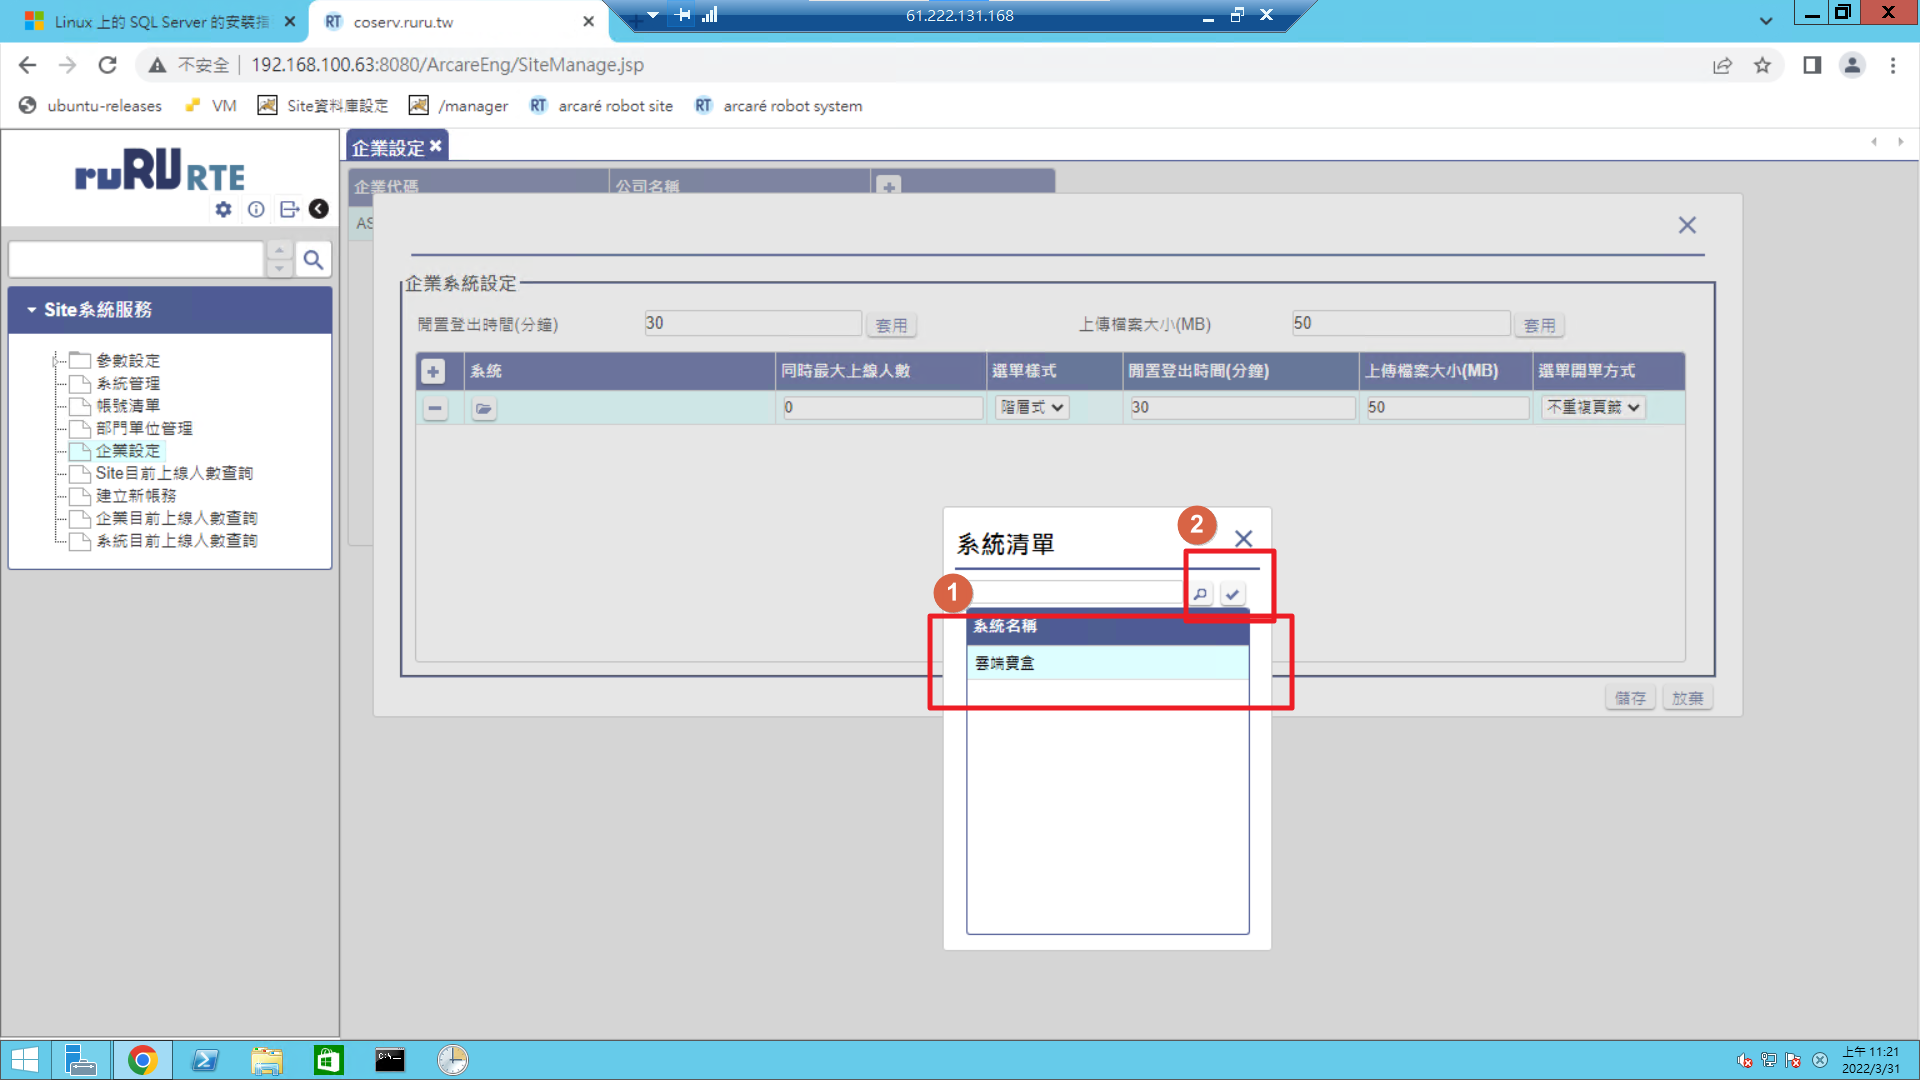 Linux 上的 SQL Server 的安裝指
coserv.ruru.tw
61.222.131.168
不安全
192.168.100.63:8080/ArcareEng/SiteManage.jsp
ubuntu-releases
VM
Site資料庫設定
/manager
RT arcaré robot site
RT arcaré robot system
ruRU RTE
企業設定
企業代碼
公司名稱
AS
Site系統服務
參數設定
系統管理
帳號清單
部門單位管理
企業設定
Site目前上線人數查詢
建立新帳務
企業目前上線人數查詢
系統目前上線人數查詢
企業系統設定
閒置登出時間(分鐘)
30
套用
上傳檔案大小(MB)
50
套用
系統
同時最大上線人數
選單樣式
閒置登出時間(分鐘)
上傳檔案大小(MB)
選單開單方式
0
階層式
30
50
不重複頁籤
2
系統清單
1
系統名稱
雲端寶盒
儲存
放棄
上午 11:21
2022/3/31